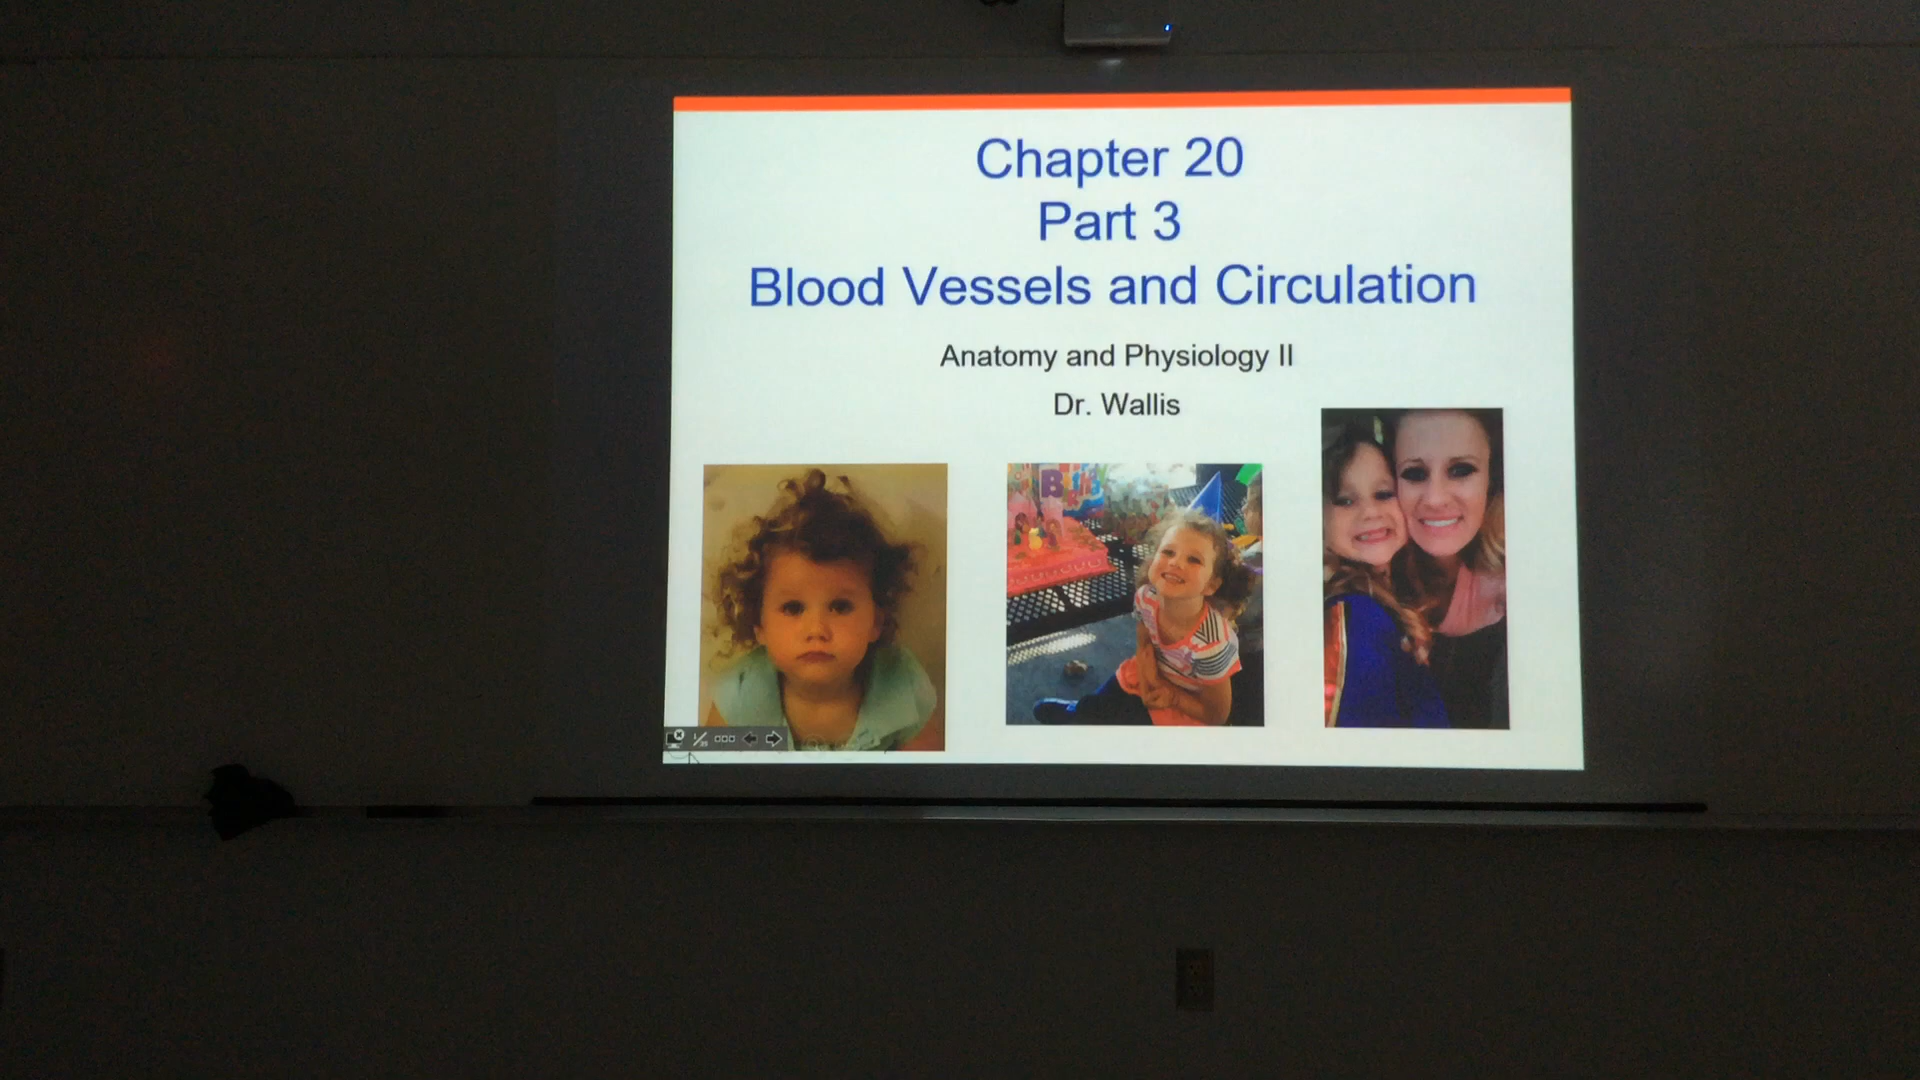 Chapter 20
Part 3
Blood Vessels and Circulation
Anatomy and Physiology II
Dr. Wallis